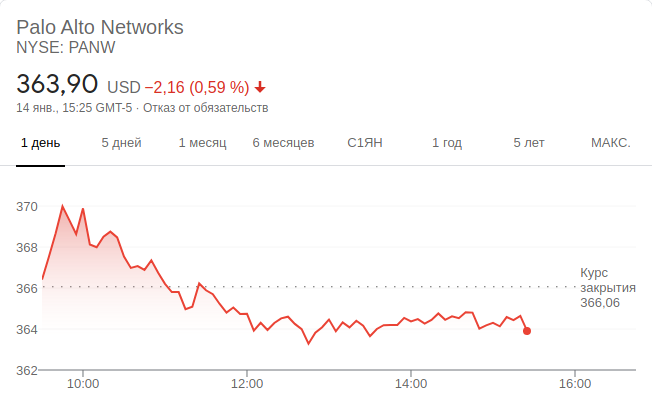 Palo Alto Networks
NYSE: PANW
363,90 USD −2,16 (0,59 %)
14 янв., 15:25 GMT-5 · Отказ от обязательств
1 день 5 дней 1 месяц 6 месяцев С1ЯН 1 год 5 лет МАКС.
370
368
366
364
362
Курс
закрытия
366,06
10:00 12:00 14:00 16:00